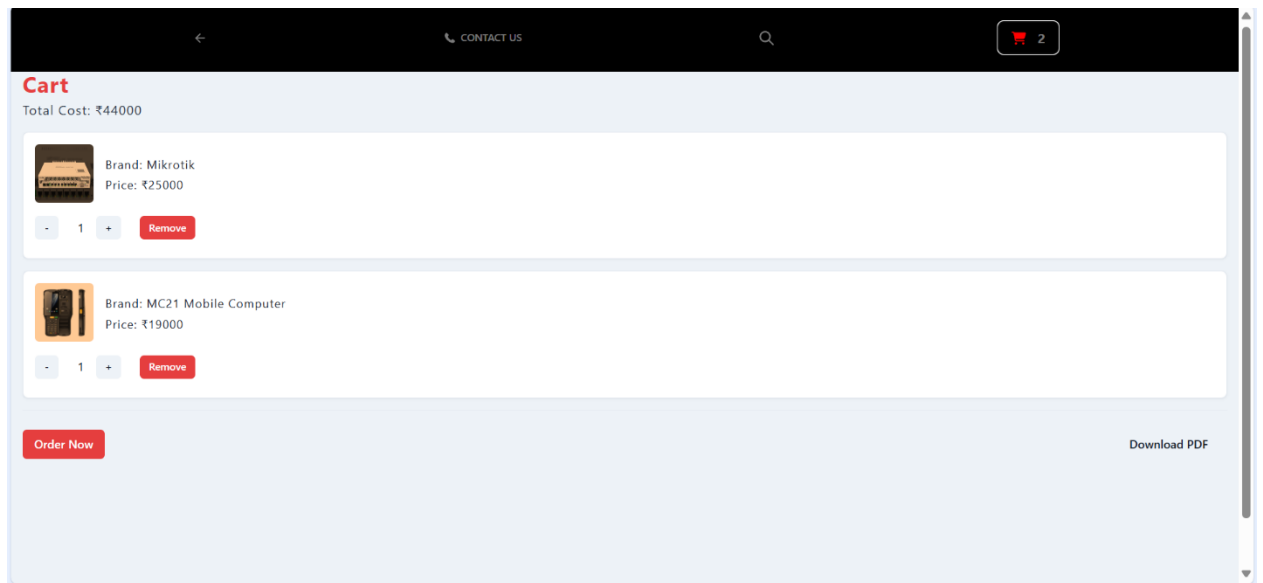 CONTACT US
2
Cart
Total Cost: ₹44000
Brand: Mikrotik
Price: ₹25000
- 1 + Remove
Brand: MC21 Mobile Computer
Price: ₹19000
- 1 + Remove
Order Now
Download PDF